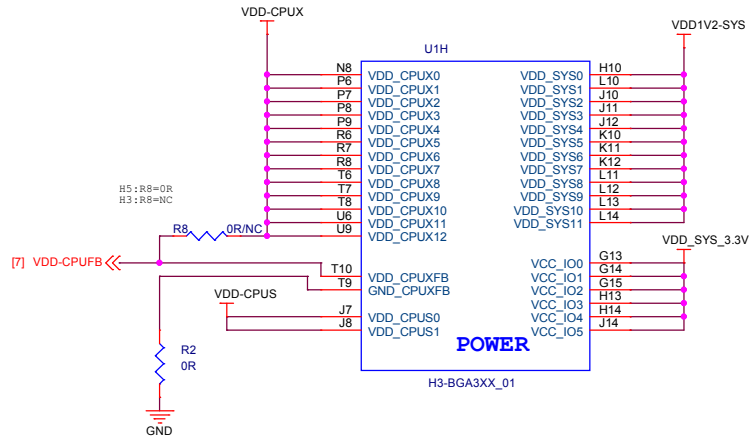 VDD-CPUX
VDD1V2-SYS
U1H
N8 VDD_CPUX0 VDD_SYS0 H10
P6 VDD_CPUX1 VDD_SYS1 L10
P7 VDD_CPUX2 VDD_SYS2 J10
P8 VDD_CPUX3 VDD_SYS3 J11
P9 VDD_CPUX4 VDD_SYS4 J12
R6 VDD_CPUX5 VDD_SYS5 K10
R7 VDD_CPUX6 VDD_SYS6 K11
R8 VDD_CPUX7 VDD_SYS7 K12
T6 VDD_CPUX8 VDD_SYS8 L11
T7 VDD_CPUX9 VDD_SYS9 L12
T8 VDD_CPUX10 VDD_SYS10 L13
U6 VDD_CPUX11 VDD_SYS11 L14
U9 VDD_CPUX12
H5:R8=0R
H3:R8=NC
R8 0R/NC
VDD_SYS_3.3V
[7] VDD-CPUFB
T10 VDD_CPUXFB
T9 GND_CPUXFB
VCC_IO0 G13
VCC_IO1 G14
VCC_IO2 G15
VCC_IO3 H13
VCC_IO4 H14
VCC_IO5 J14
VDD-CPUS
J7 VDD_CPUS0
J8 VDD_CPUS1
POWER
R2
0R
H3-BGA3XX_01
GND